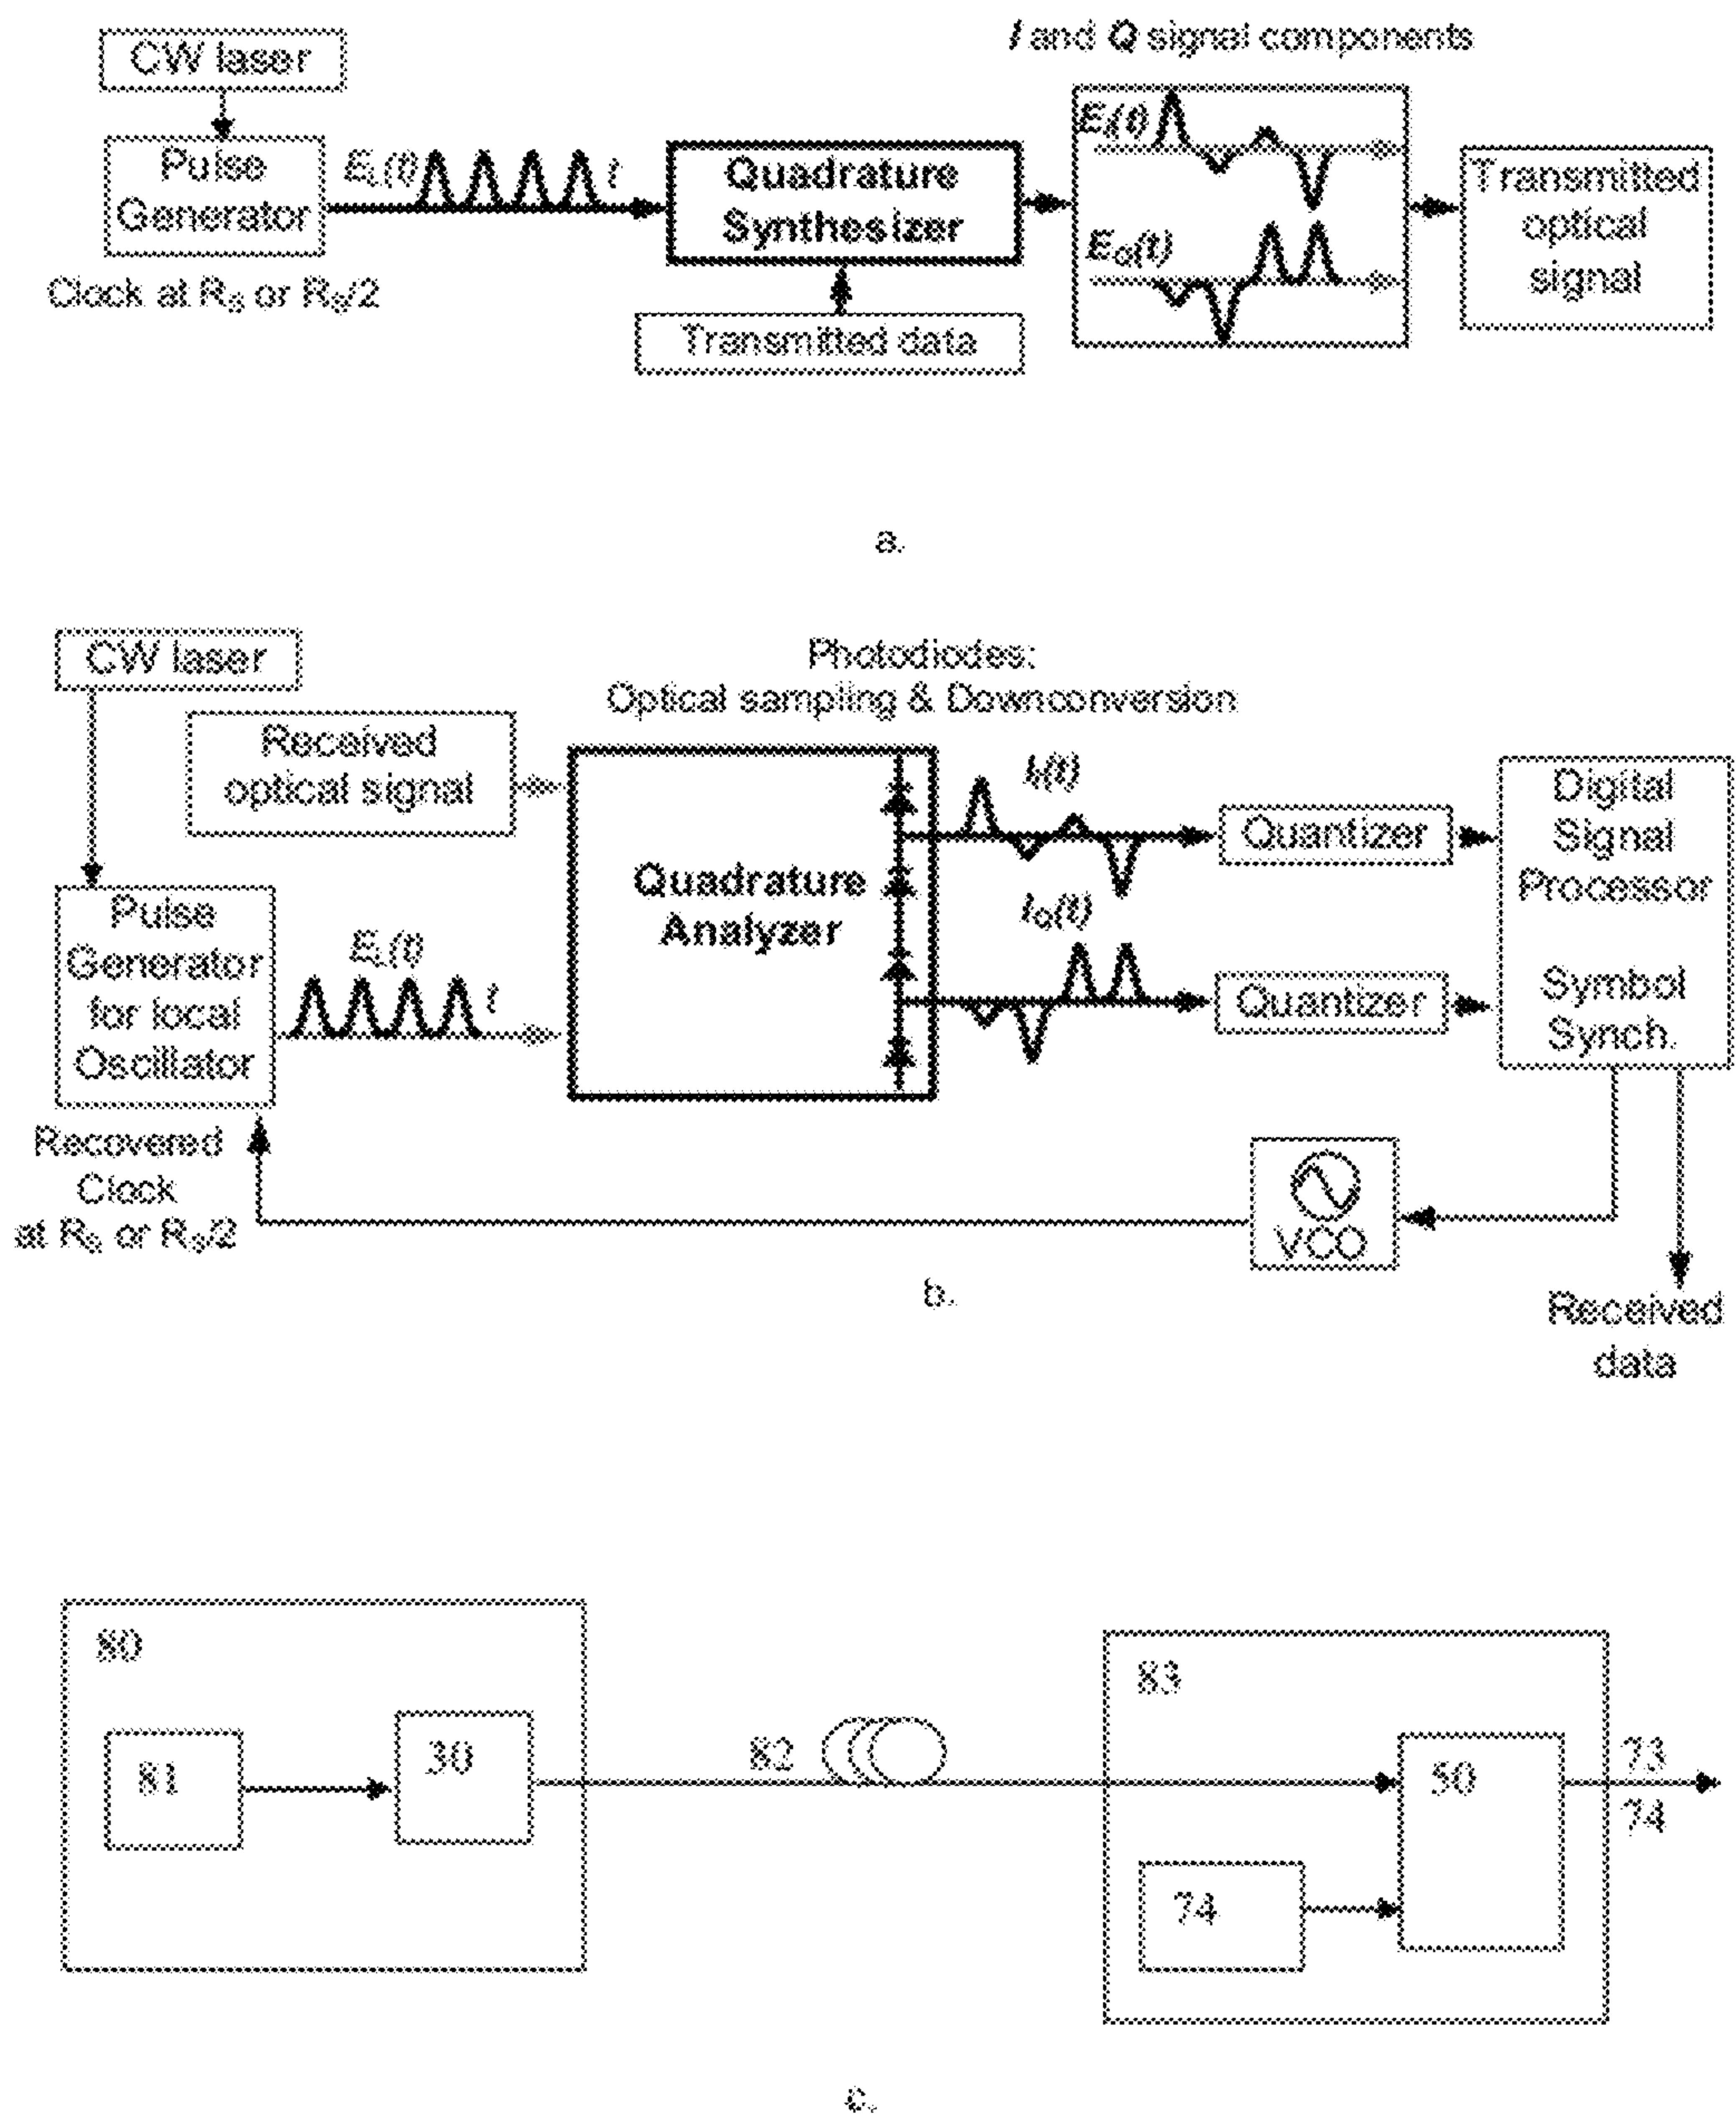 I and Q signal components
CW laser
Pulse
Generator
E_L(t)
t
Quadrature
Synthesizer
E_I(t)
E_Q(t)
Transmitted
optical
signal
Clock at R_S or R_S/2
Transmitted data
a.
CW laser
Photodiodes:
Optical sampling & Downconversion
Received
optical signal
Quadrature
Analyzer
I_I(t)
I_Q(t)
Quantizer
Quantizer
Digital
Signal
Processor
Symbol
Synch.
Pulse
Generator
for local
Oscillator
E_L(t)
t
Recovered
Clock
at R_S or R_S/2
VCO
b.
Received
data
80
81
30
82
83
50
73
74
74
c.